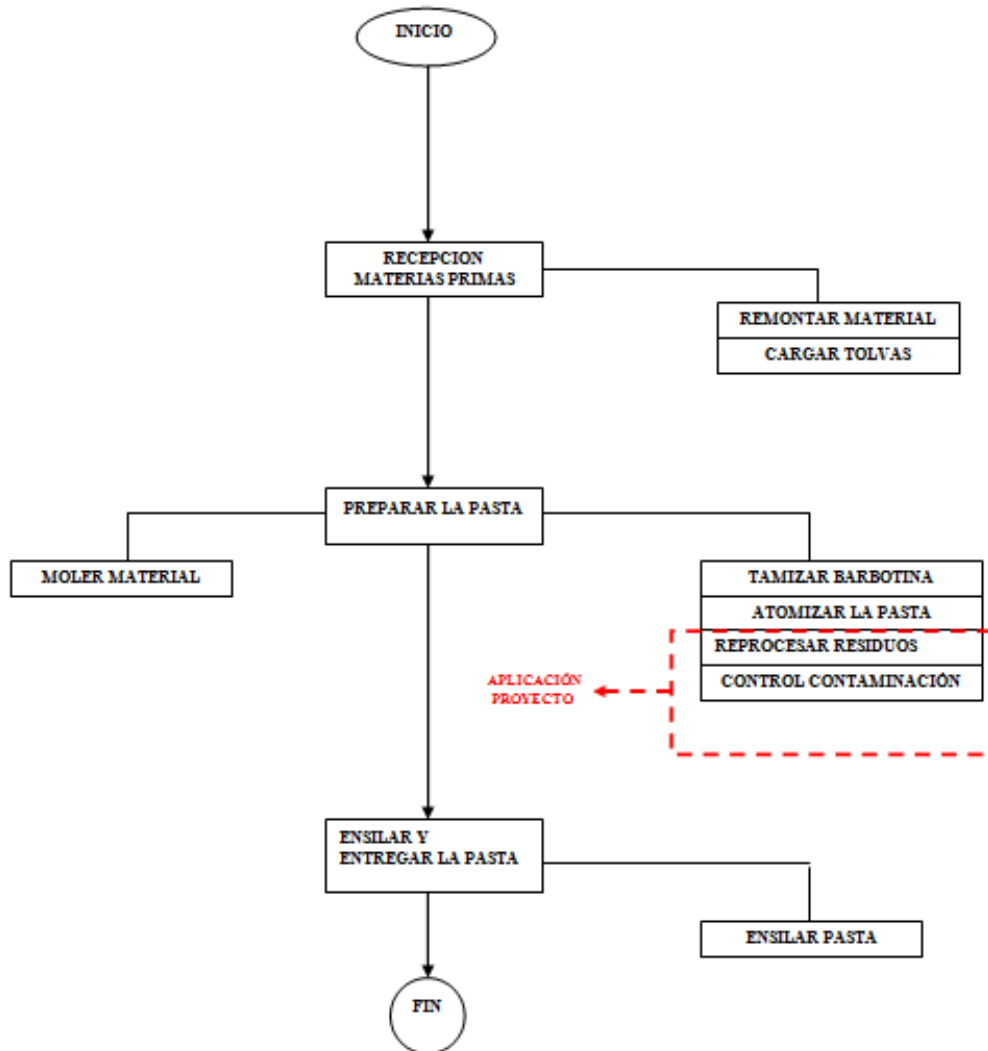 INICIO
RECEPCION
MATERIAS PRIMAS
REMONTAR MATERIAL
CARGAR TOLVAS
PREPARAR LA PASTA
MOLER MATERIAL
TAMIZAR BARBOTINA
ATOMIZAR LA PASTA
REPROCESAR RESIDUOS
CONTROL CONTAMINACIÓN
APLICACIÓN
PROYECTO
ENSILAR Y
ENTREGAR LA PASTA
ENSILAR PASTA
FIN